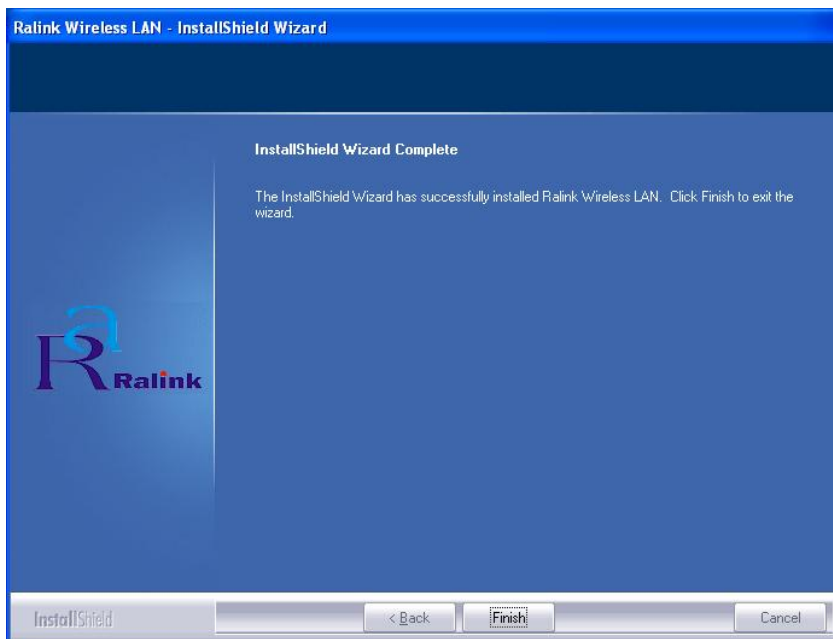 Ralink Wireless LAN - InstallShield Wizard
InstallShield Wizard Complete
The InstallShield Wizard has successfully installed Ralink Wireless LAN. Click Finish to exit the
wizard.
Ra
Ralink
InstallShield
< Back
Finish
Cancel